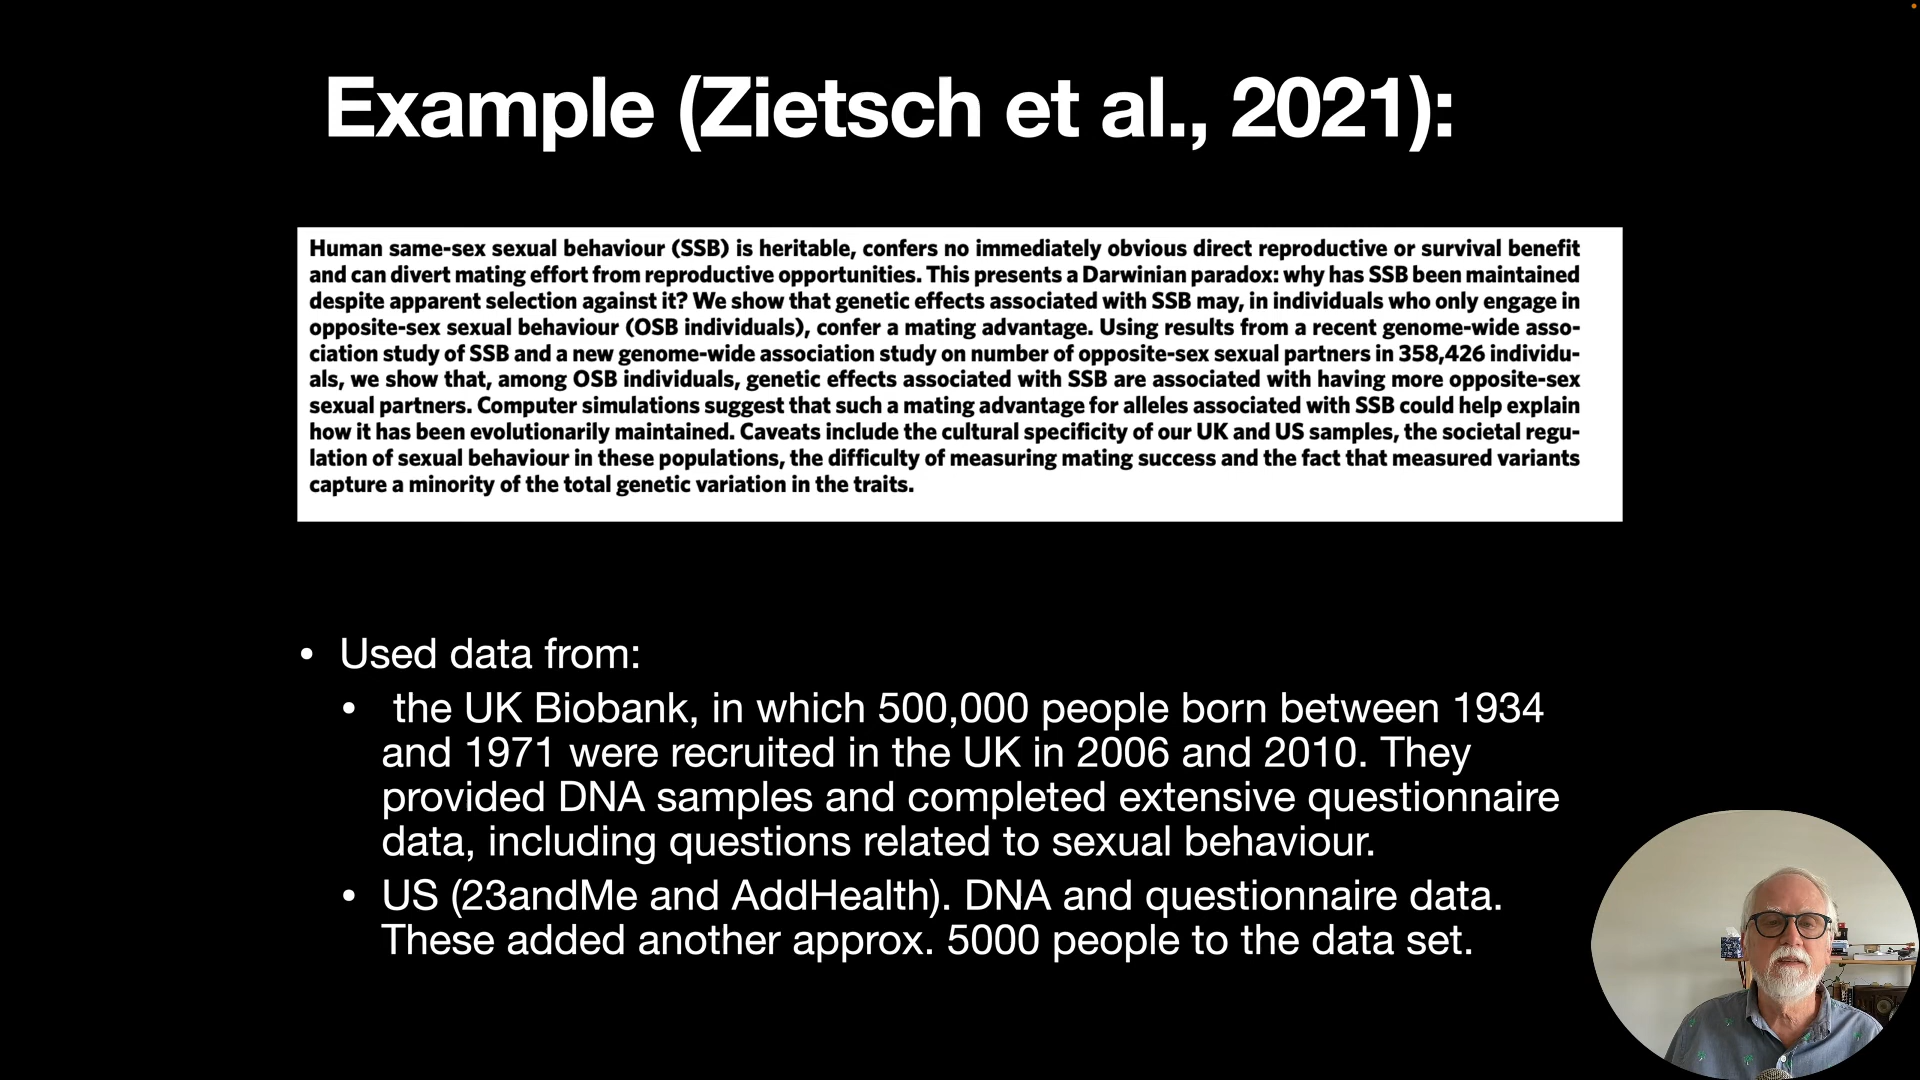 Example (Zietsch et al., 2021):
Human same-sex sexual behaviour (SSB) is heritable, confers no immediately obvious direct reproductive or survival benefit
and can divert mating effort from reproductive opportunities. This presents a Darwinian paradox: why has SSB been maintained
despite apparent selection against it? We show that genetic effects associated with SSB may, in individuals who only engage in
opposite-sex sexual behaviour (OSB individuals), confer a mating advantage. Using results from a recent genome-wide asso-
ciation study of SSB and a new genome-wide association study on number of opposite-sex sexual partners in 358,426 individu-
als, we show that, among OSB individuals, genetic effects associated with SSB are associated with having more opposite-sex
sexual partners. Computer simulations suggest that such a mating advantage for alleles associated with SSB could help explain
how it has been evolutionarily maintained. Caveats include the cultural specificity of our UK and US samples, the societal regu-
lation of sexual behaviour in these populations, the difficulty of measuring mating success and the fact that measured variants
capture a minority of the total genetic variation in the traits.
• Used data from:
• the UK Biobank, in which 500,000 people born between 1934
and 1971 were recruited in the UK in 2006 and 2010. They
provided DNA samples and completed extensive questionnaire
data, including questions related to sexual behaviour.
• US (23andMe and AddHealth). DNA and questionnaire data.
These added another approx. 5000 people to the data set.